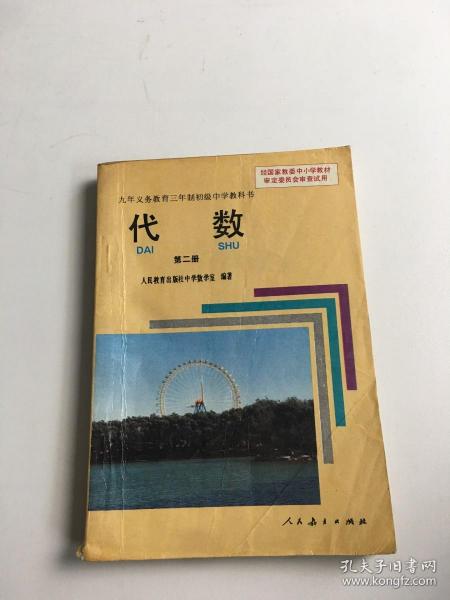 经国家教委中小学教材
审定委员会审查试用
九年义务教育三年制初级中学教科书
代 数
DAI SHU
第二册
人民教育出版社中学数学室 编著
人民教育出版社
孔夫子旧书网
www.kongfz.com